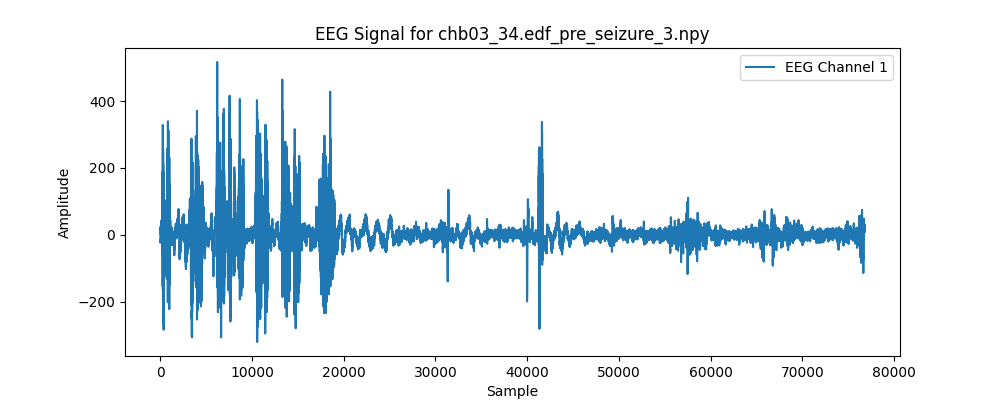 EEG Signal for chb03_34.edf_pre_seizure_3.npy
EEG Channel 1
400
200
0
−200
Amplitude
0 10000 20000 30000 40000 50000 60000 70000 80000
Sample